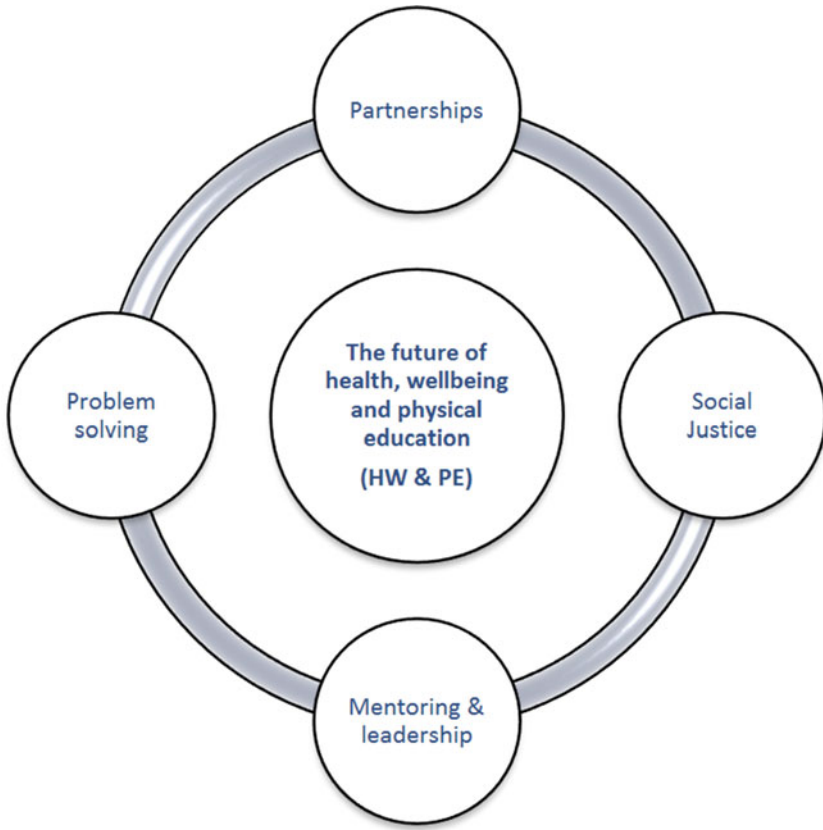 Partnerships
The future of
health, wellbeing
and physical
education
(HW & PE)
Problem
solving
Social
Justice
Mentoring &
leadership